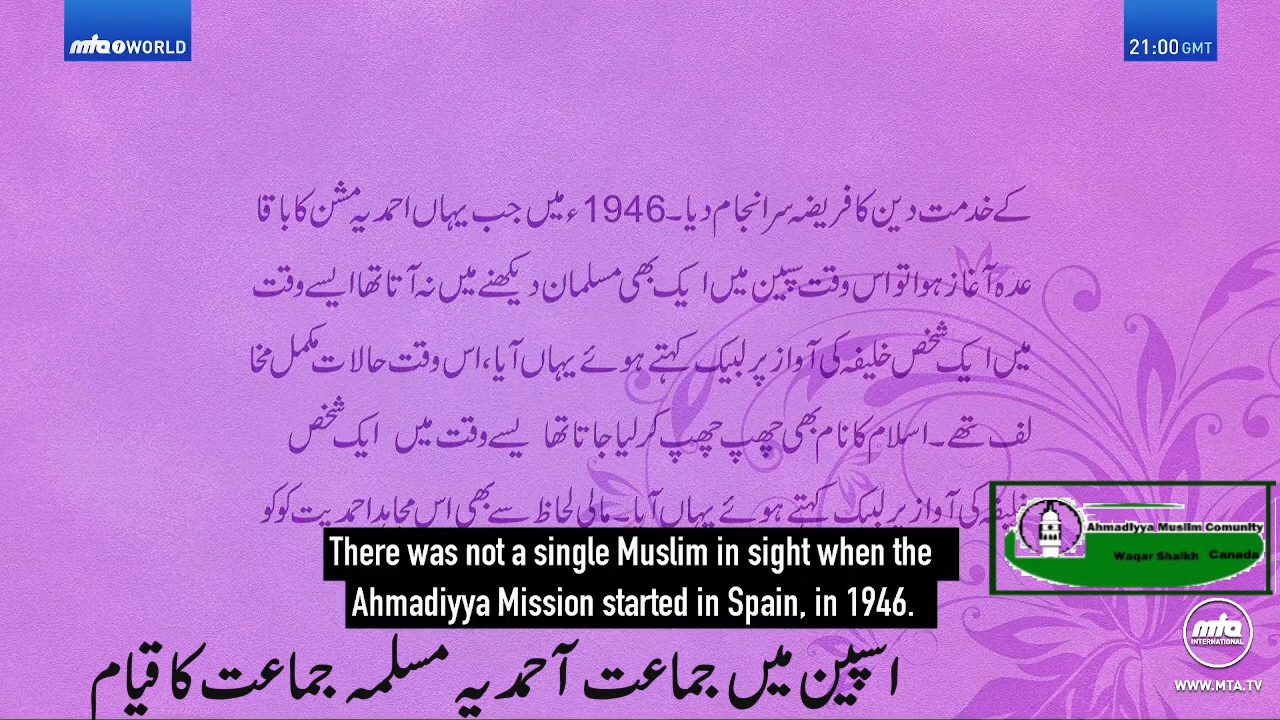 mta1WORLD
21:00 GMT
کے خدمت دین کا فریضہ سرانجام دیا۔ 1946ء میں جب یہاں احمدیہ مشن کا باقا
عدہ آغاز ہوا تو اس وقت سپین میں ایک بھی مسلمان دیکھنے میں نہ آتا تھا ایسے وقت
میں ایک شخص خلیفہ کی آواز پر لبیک کہتے ہوئے یہاں آیا، اس وقت حالات مکمل مخا
لف تھے۔ اسلام کا نام بھی چھپ چھپ کر لیا جاتا تھا یسے وقت میں ایک شخص
خلیفہ کی آواز پر لبیک کہتے ہوئے یہاں آیا۔ مالی لحاظ سے بھی اس مجاہد احمدیت کو کو
Ahmadiyya Muslim Comunity
Waqar Shaikh Canada
There was not a single Muslim in sight when the
Ahmadiyya Mission started in Spain, in 1946.
mta
INTERNATIONAL
اسپین میں جماعت آحمدیہ مسلمہ جماعت کا قیام
WWW.MTA.TV